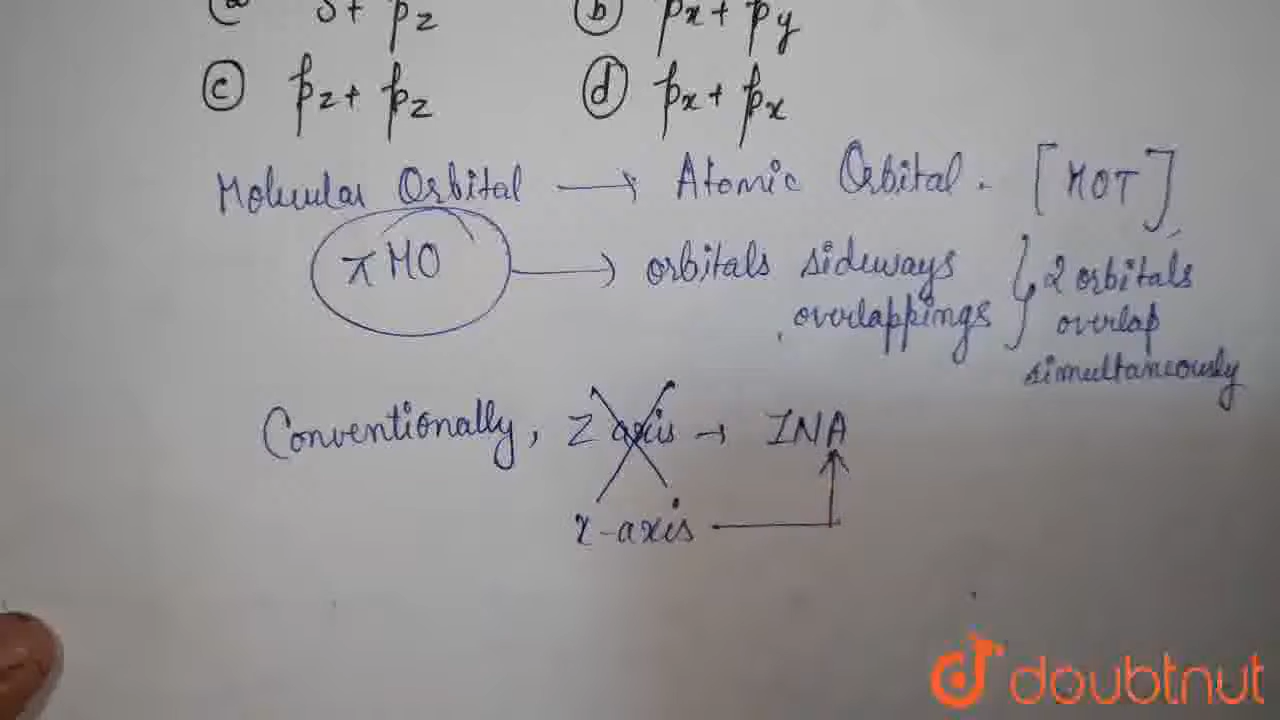 (a) s + pz (b) px + py
(c) pz + pz (d) px + px
Molecular Orbital → Atomic Orbital. [MOT]
π MO → orbitals sideways overlappings } 2 orbitals overlap simultaneously
Conventionally, Z axis → INA
x-axis
doubtnut